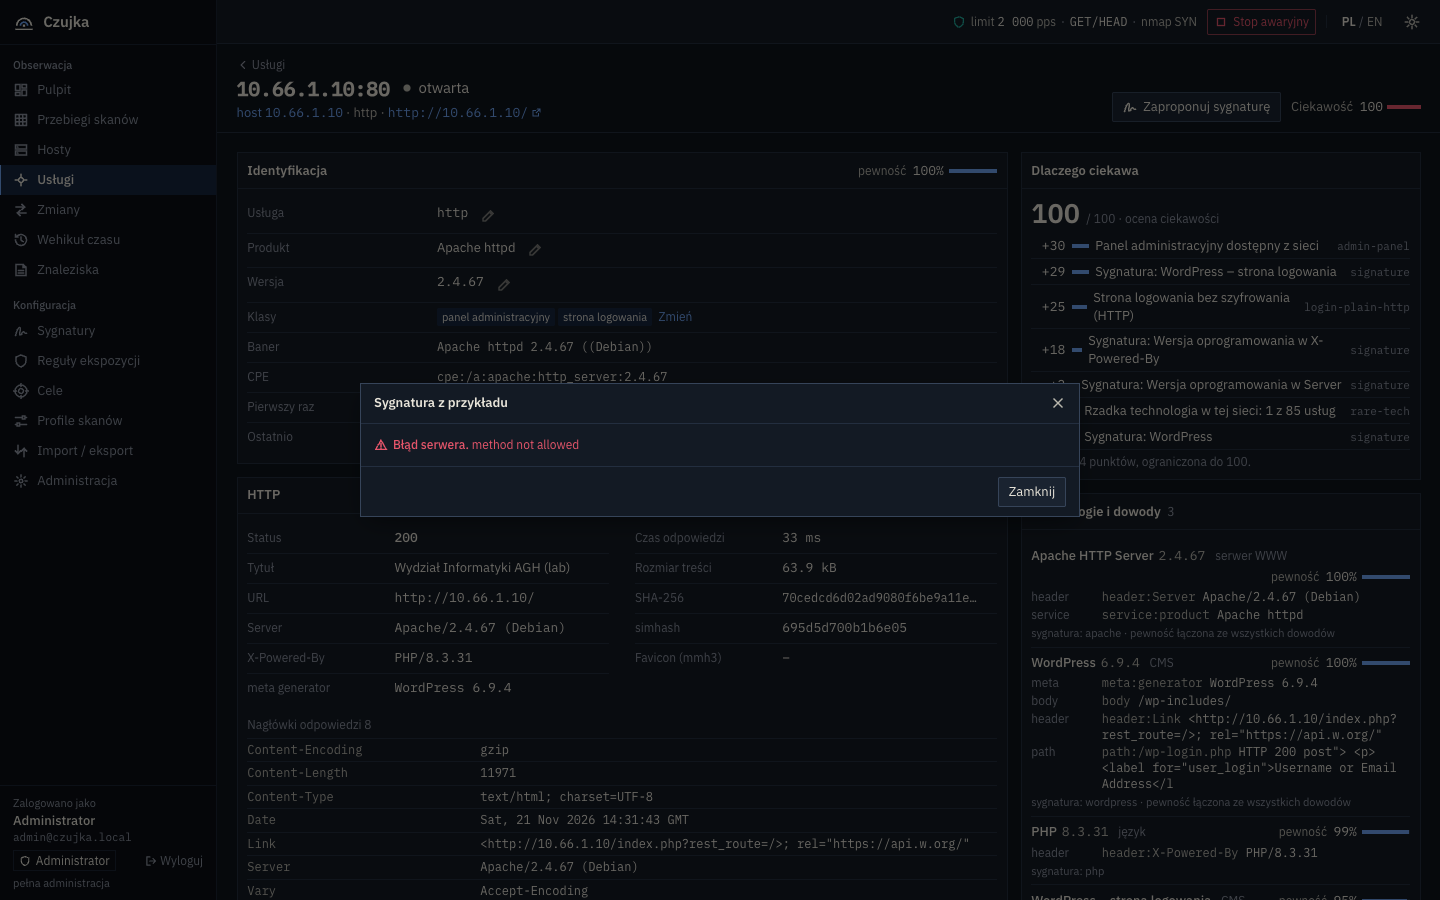 Czujka
limit 2 000 pps · GET/HEAD · nmap SYN
Stop awaryjny
PL / EN
Obserwacja
Pulpit
Przebiegi skanów
Hosty
Usługi
Zmiany
Wehikuł czasu
Znaleziska
Konfiguracja
Sygnatury
Reguły ekspozycji
Cele
Profile skanów
Import / eksport
Administracja
Zalogowano jako
Administrator
admin@czujka.local
Administrator
Wyloguj
pełna administracja
Usługi
10.66.1.10:80 otwarta
host 10.66.1.10 · http · http://10.66.1.10/
Zaproponuj sygnaturę
Ciekawość 100
Identyfikacja
pewność 100%
Usługa http
Produkt Apache httpd
Wersja 2.4.67
Klasy panel administracyjny strona logowania Zmień
Baner Apache httpd 2.4.67 ((Debian))
CPE cpe:/a:apache:http_server:2.4.67
Pierwszy raz
Ostatnio
Sygnatura z przykładu
Błąd serwera. method not allowed
Zamknij
HTTP
Status 200
Tytuł Wydział Informatyki AGH (lab)
URL http://10.66.1.10/
Server Apache/2.4.67 (Debian)
X-Powered-By PHP/8.3.31
meta generator WordPress 6.9.4
Czas odpowiedzi 33 ms
Rozmiar treści 63.9 kB
SHA-256 70cedcd6d02ad9080f6be9a11e…
simhash 695d5d700b1b6e05
Favicon (mmh3) –
Nagłówki odpowiedzi 8
Content-Encoding gzip
Content-Length 11971
Content-Type text/html; charset=UTF-8
Date Sat, 21 Nov 2026 14:31:43 GMT
Link <http://10.66.1.10/index.php?rest_route=/>; rel="https://api.w.org/"
Server Apache/2.4.67 (Debian)
Vary Accept-Encoding
Dlaczego ciekawa
100 / 100 · ocena ciekawości
+30 Panel administracyjny dostępny z sieci admin-panel
+29 Sygnatura: WordPress – strona logowania signature
+25 Strona logowania bez szyfrowania (HTTP) login-plain-http
+18 Sygnatura: Wersja oprogramowania w X-Powered-By signature
Sygnatura: Wersja oprogramowania w Server signature
Rzadka technologia w tej sieci: 1 z 85 usług rare-tech
Sygnatura: WordPress signature
4 punktów, ograniczona do 100.
ogie i dowody 3
Apache HTTP Server 2.4.67 serwer WWW
pewność 100%
header header:Server Apache/2.4.67 (Debian)
service service:product Apache httpd
sygnatura: apache · pewność łączona ze wszystkich dowodów
WordPress 6.9.4 CMS pewność 100%
meta meta:generator WordPress 6.9.4
body body /wp-includes/
header header:Link <http://10.66.1.10/index.php?
rest_route=/>; rel="https://api.w.org/"
path path:/wp-login.php HTTP 200 post"> <p>
<label for="user_login">Username or Email
Address</l
sygnatura: wordpress · pewność łączona ze wszystkich dowodów
PHP 8.3.31 język pewność 99%
header header:X-Powered-By PHP/8.3.31
sygnatura: php